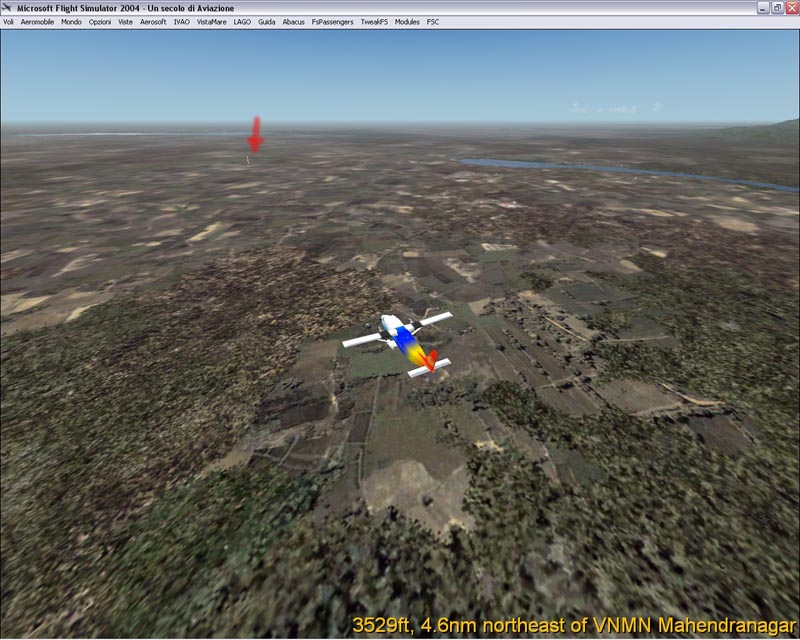 Microsoft Flight Simulator 2004 - Un secolo di Aviazione
Voli Aeromobile Mondo Opzioni Viste Aerosoft IVAO VistaMare LAGO Guida Abacus FsPassengers TweakFS Modules FSC
3529ft, 4.6nm northeast of VNMN Mahendranagar